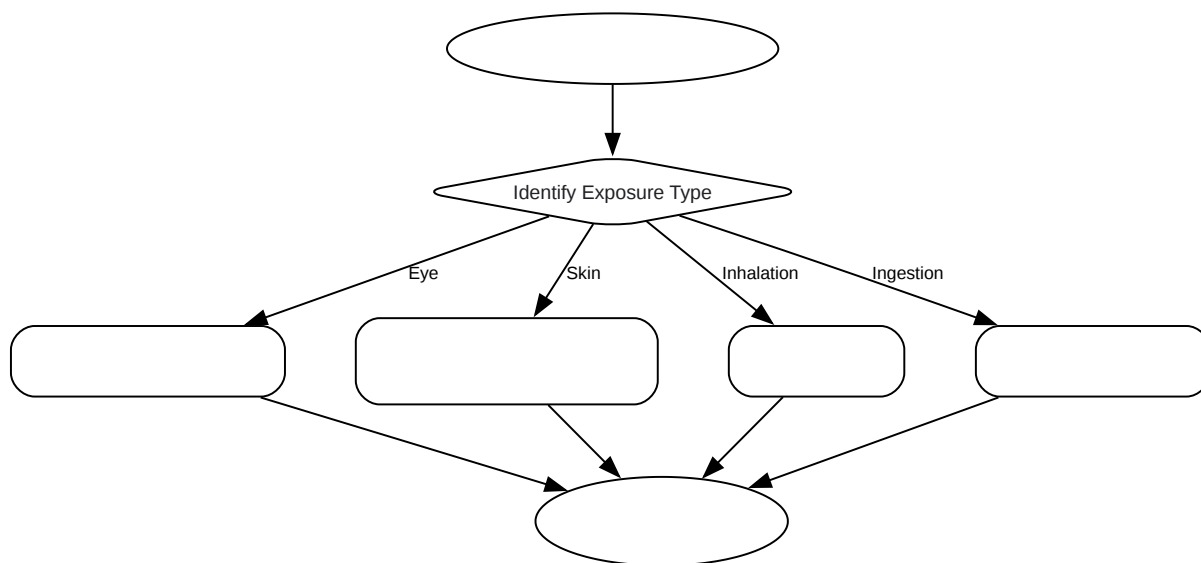 Identify Exposure Type
Eye
Skin
Inhalation
Ingestion